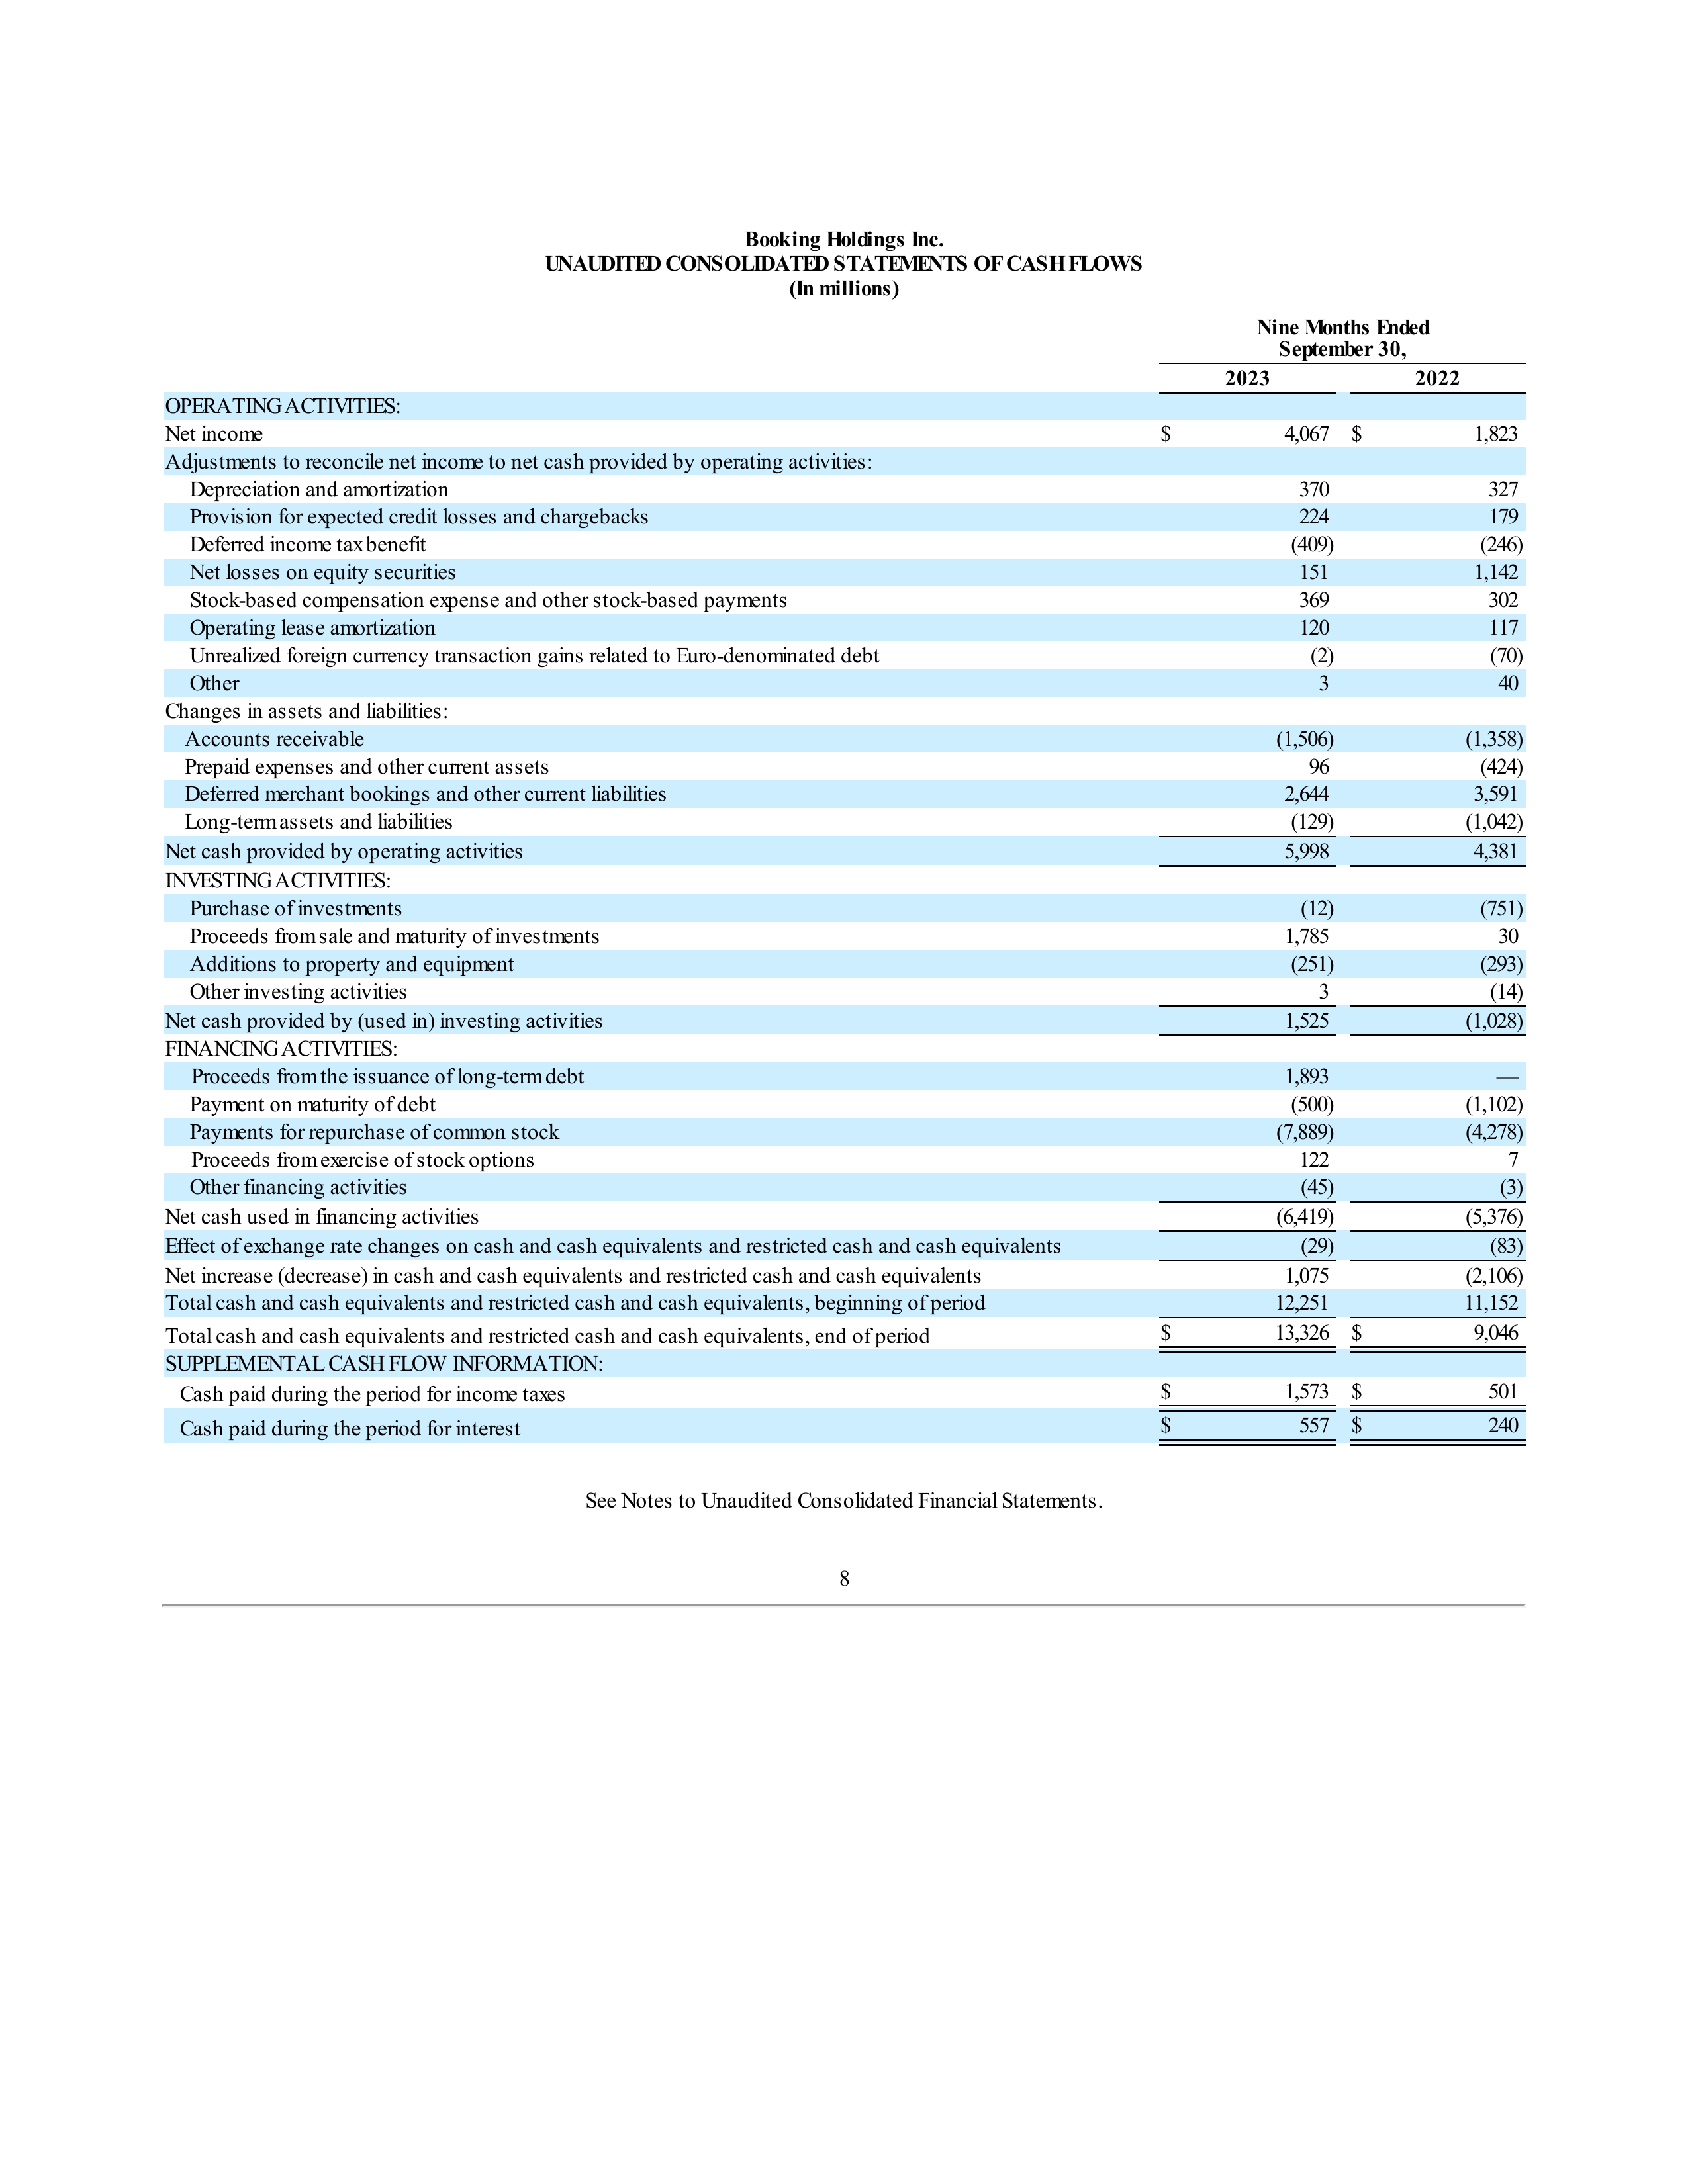 Booking Holdings Inc.
UNAUDITED CONSOLIDATED STATEMENTS OF CASH FLOWS
(In millions)
Nine Months Ended
September 30,
2023 2022
OPERATING ACTIVITIES:
Net income $ 4,067 $ 1,823
Adjustments to reconcile net income to net cash provided by operating activities:
Depreciation and amortization 370 327
Provision for expected credit losses and chargebacks 224 179
Deferred income tax benefit (409) (246)
Net losses on equity securities 151 1,142
Stock-based compensation expense and other stock-based payments 369 302
Operating lease amortization 120 117
Unrealized foreign currency transaction gains related to Euro-denominated debt (2) (70)
Other 3 40
Changes in assets and liabilities:
Accounts receivable (1,506) (1,358)
Prepaid expenses and other current assets 96 (424)
Deferred merchant bookings and other current liabilities 2,644 3,591
Long-term assets and liabilities (129) (1,042)
Net cash provided by operating activities 5,998 4,381
INVESTING ACTIVITIES:
Purchase of investments (12) (751)
Proceeds from sale and maturity of investments 1,785 30
Additions to property and equipment (251) (293)
Other investing activities 3 (14)
Net cash provided by (used in) investing activities 1,525 (1,028)
FINANCING ACTIVITIES:
Proceeds from the issuance of long-term debt 1,893 —
Payment on maturity of debt (500) (1,102)
Payments for repurchase of common stock (7,889) (4,278)
Proceeds from exercise of stock options 122 7
Other financing activities (45) (3)
Net cash used in financing activities (6,419) (5,376)
Effect of exchange rate changes on cash and cash equivalents and restricted cash and cash equivalents (29) (83)
Net increase (decrease) in cash and cash equivalents and restricted cash and cash equivalents 1,075 (2,106)
Total cash and cash equivalents and restricted cash and cash equivalents, beginning of period 12,251 11,152
Total cash and cash equivalents and restricted cash and cash equivalents, end of period $ 13,326 $ 9,046
SUPPLEMENTAL CASH FLOW INFORMATION:
Cash paid during the period for income taxes $ 1,573 $ 501
Cash paid during the period for interest $ 557 $ 240
See Notes to Unaudited Consolidated Financial Statements.
8